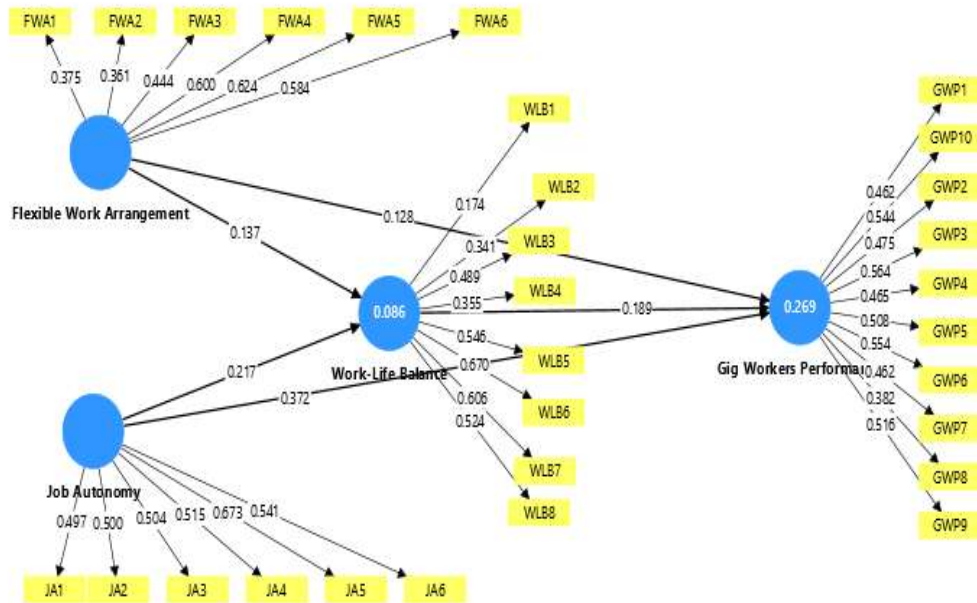 FWA1 FWA2 FWA3 FWA4 FWA5 FWA6
0.375 0.361 0.444 0.600 0.624 0.584
Flexible Work Arrangement
WLB1
WLB2
WLB3
WLB4
WLB5
WLB6
WLB7
WLB8
0.174
0.341
0.489
0.355
0.546
0.670
0.606
0.524
0.137
0.128
0.086
Work-Life Balance
0.189
0.217
0.372
GWP1
GWP10
GWP2
GWP3
GWP4
GWP5
GWP6
GWP7
GWP8
GWP9
0.462
0.544
0.475
0.564
0.465
0.508
0.554
0.462
0.382
0.516
0.269
Gig Workers Performa
Job Autonomy
0.497 0.500 0.504 0.515 0.673 0.541
JA1 JA2 JA3 JA4 JA5 JA6